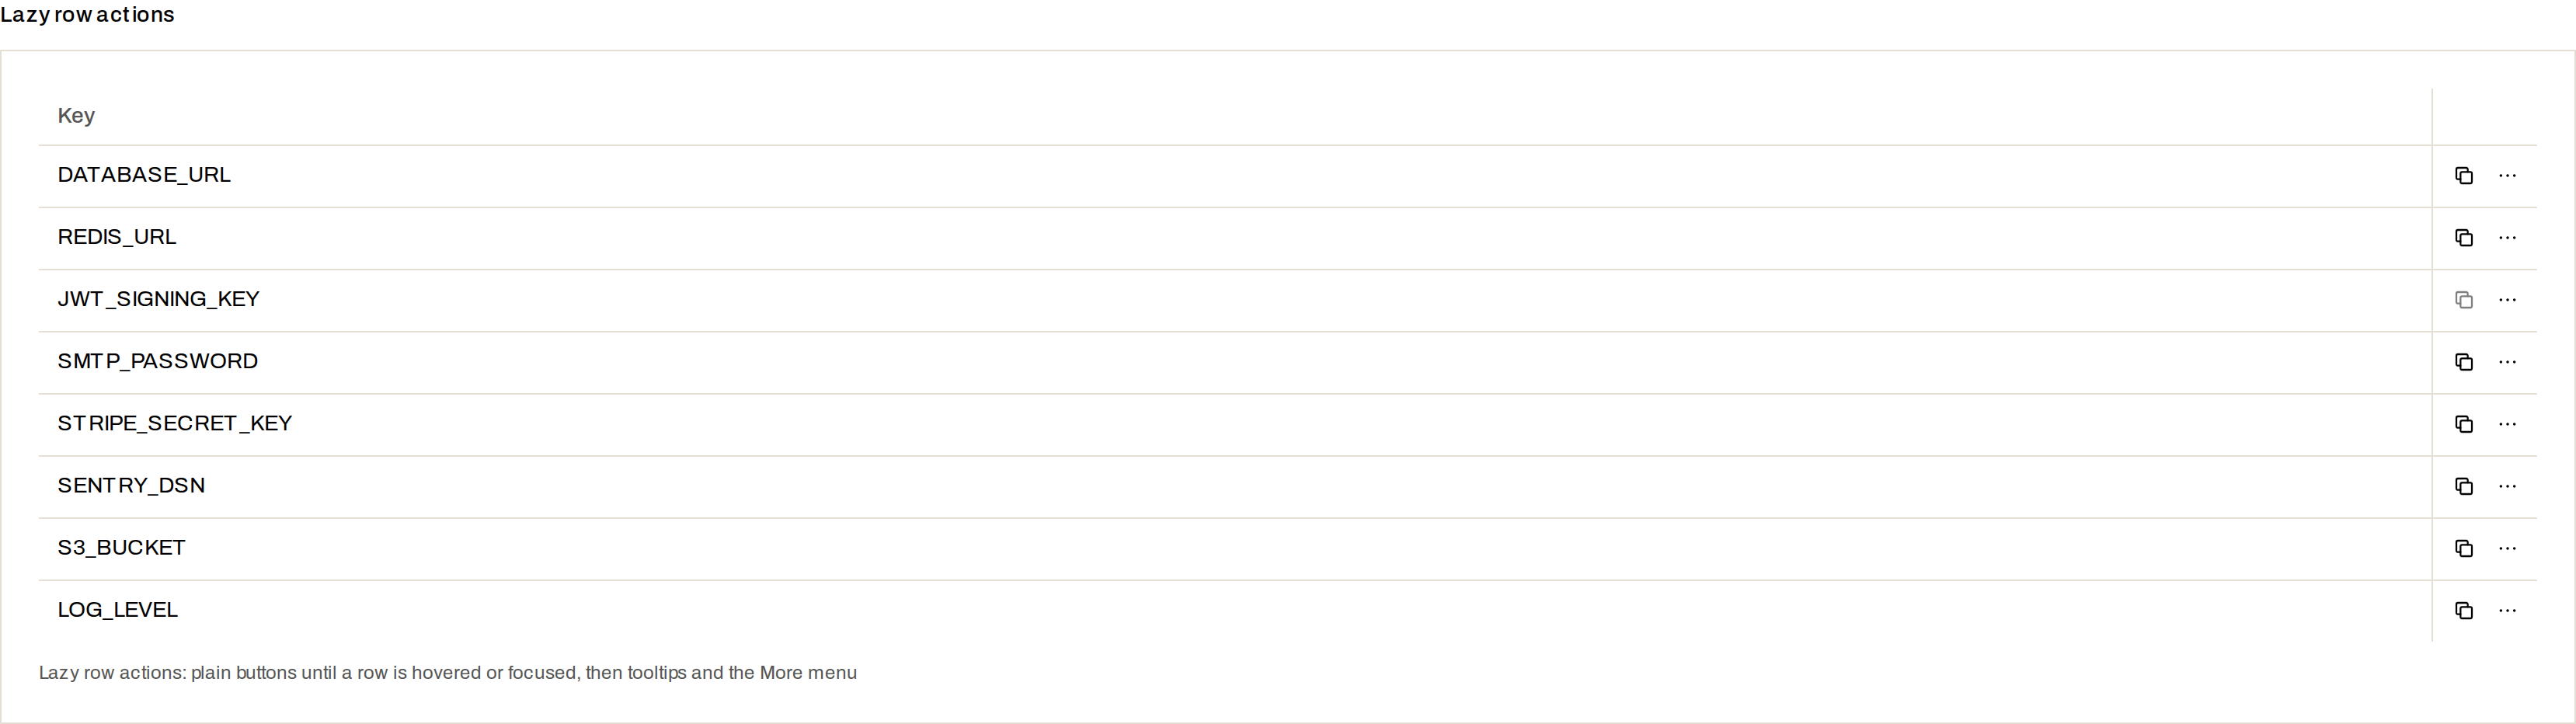 Lazy row actions
Key
DATABASE_URL
REDIS_URL
JWT_SIGNING_KEY
SMTP_PASSWORD
STRIPE_SECRET_KEY
SENTRY_DSN
S3_BUCKET
LOG_LEVEL
Lazy row actions: plain buttons until a row is hovered or focused, then tooltips and the More menu